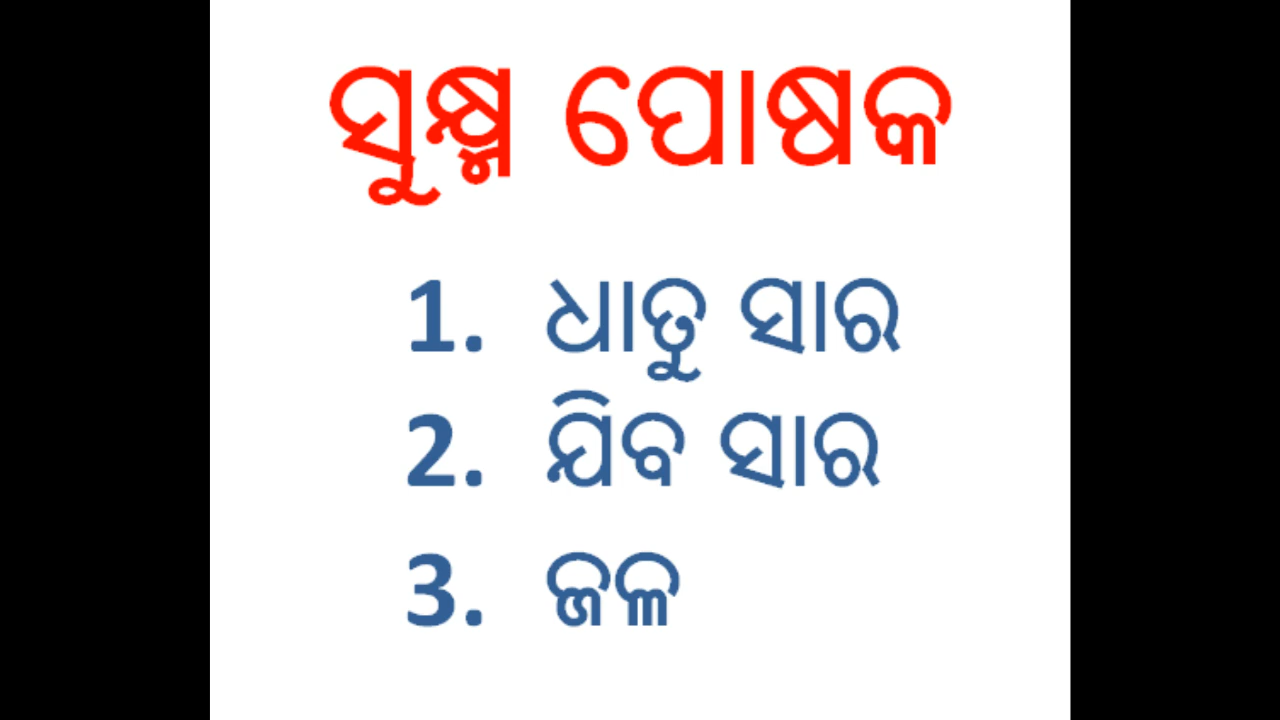 ସୁକ୍ଷ୍ମ ପୋଷକ
1. ଧାତୁ ସାର
2. ଯିବ ସାର
3. ଜଳ